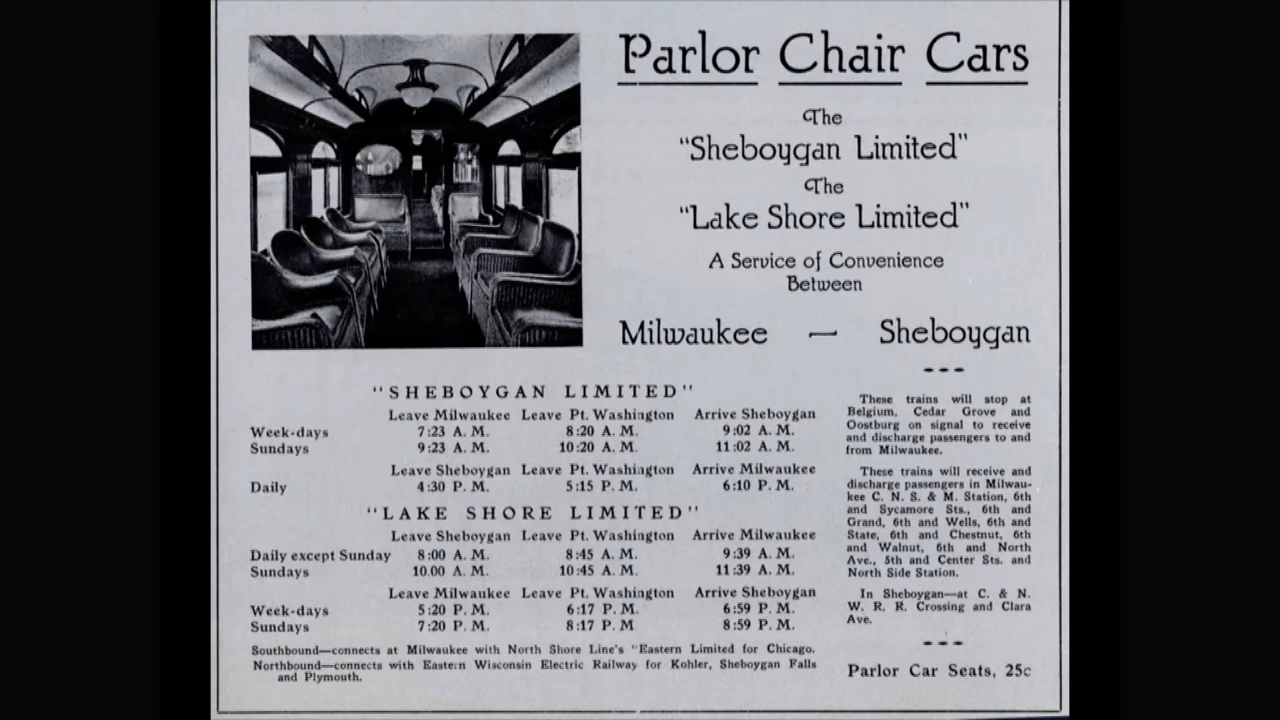 Parlor Chair Cars
The
"Sheboygan Limited"
The
"Lake Shore Limited"
A Service of Convenience
Between
Milwaukee — Sheboygan
"SHEBOYGAN LIMITED"
Leave Milwaukee Leave Pt. Washington Arrive Sheboygan
Week-days 7:23 A. M. 8:20 A. M. 9:02 A. M.
Sundays 9:23 A. M. 10:20 A. M. 11:02 A. M.
Leave Sheboygan Leave Pt. Washington Arrive Milwaukee
Daily 4:30 P. M. 5:15 P. M. 6:10 P. M.
"LAKE SHORE LIMITED"
Leave Sheboygan Leave Pt. Washington Arrive Milwaukee
Daily except Sunday 8:00 A. M. 8:45 A. M. 9:39 A. M.
Sundays 10.00 A. M. 10:45 A. M. 11:39 A. M.
Leave Milwaukee Leave Pt. Washington Arrive Sheboygan
Week-days 5:20 P. M. 6:17 P. M. 6:59 P. M.
Sundays 7:20 P. M. 8:17 P. M 8:59 P. M.
Southbound—connects at Milwaukee with North Shore Line's "Eastern Limited for Chicago.
Northbound—connects with Eastern Wisconsin Electric Railway for Kohler, Sheboygan Falls
and Plymouth.
These trains will stop at
Belgium, Cedar Grove and
Oostburg on signal to receive
and discharge passengers to and
from Milwaukee.
These trains will receive and
discharge passengers in Milwau-
kee C. N. S. & M. Station, 6th
and Sycamore Sts., 6th and
Grand, 6th and Wells, 6th and
State, 6th and Chestnut, 6th
and Walnut, 6th and North
Ave., 5th and Center Sts. and
North Side Station.
In Sheboygan—at C. & N.
W. R. R. Crossing and Clara
Ave.
Parlor Car Seats, 25c